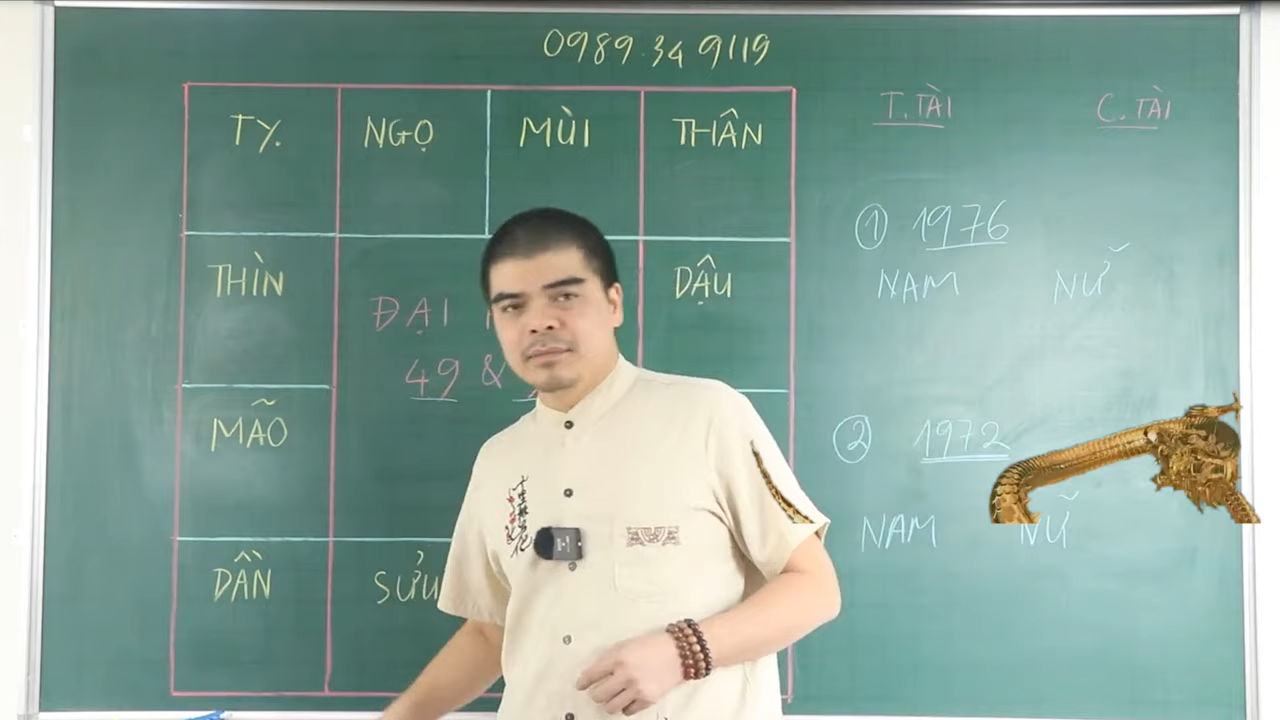 0989.34 9119
TỴ.
NGỌ
MÙI
THÂN
THÌN
DẬU
MÃO
DẦN
SỬU
ĐẠI
49 &
T.TÀI
C.TÀI
① 1976
NAM
NỮ
② 1972
NAM
NỮ